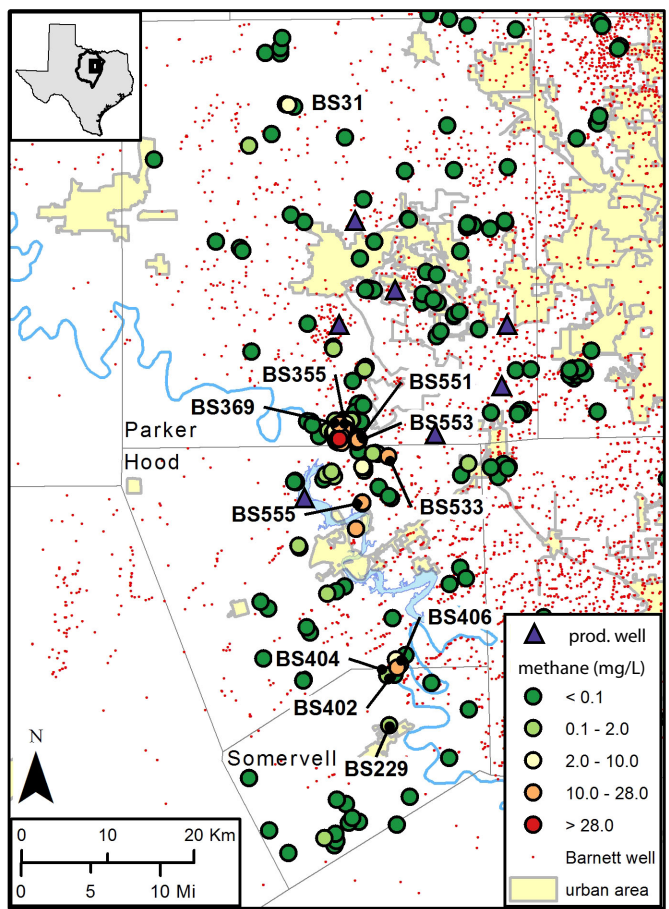 BS31
BS355
BS551
BS369
BS553
Parker
Hood
BS533
BS555
BS406
BS404
BS402
Somervell
BS229
N
0 10 20 Km
0 5 10 Mi
prod. well
methane (mg/L)
< 0.1
0.1 - 2.0
2.0 - 10.0
10.0 - 28.0
> 28.0
Barnett well
urban area